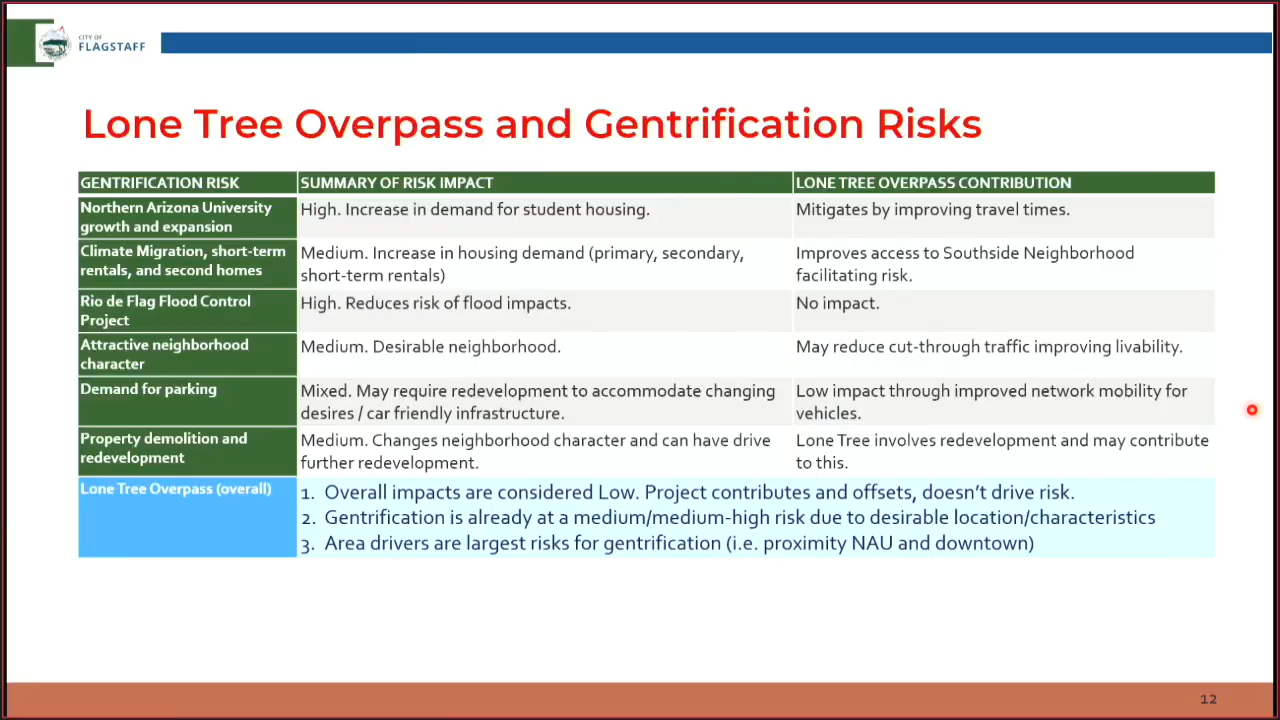 CITY OF
FLAGSTAFF
Lone Tree Overpass and Gentrification Risks
GENTRIFICATION RISK
SUMMARY OF RISK IMPACT
LONE TREE OVERPASS CONTRIBUTION
Northern Arizona University
growth and expansion
High. Increase in demand for student housing.
Mitigates by improving travel times.
Climate Migration, short-term
rentals, and second homes
Medium. Increase in housing demand (primary, secondary,
short-term rentals)
Improves access to Southside Neighborhood
facilitating risk.
Rio de Flag Flood Control
Project
High. Reduces risk of flood impacts.
No impact.
Attractive neighborhood
character
Medium. Desirable neighborhood.
May reduce cut-through traffic improving livability.
Demand for parking
Mixed. May require redevelopment to accommodate changing
desires / car friendly infrastructure.
Low impact through improved network mobility for
vehicles.
Property demolition and
redevelopment
Medium. Changes neighborhood character and can have drive
further redevelopment.
Lone Tree involves redevelopment and may contribute
to this.
Lone Tree Overpass (overall)
1. Overall impacts are considered Low. Project contributes and offsets, doesn't drive risk.
2. Gentrification is already at a medium/medium-high risk due to desirable location/characteristics
3. Area drivers are largest risks for gentrification (i.e. proximity NAU and downtown)
12